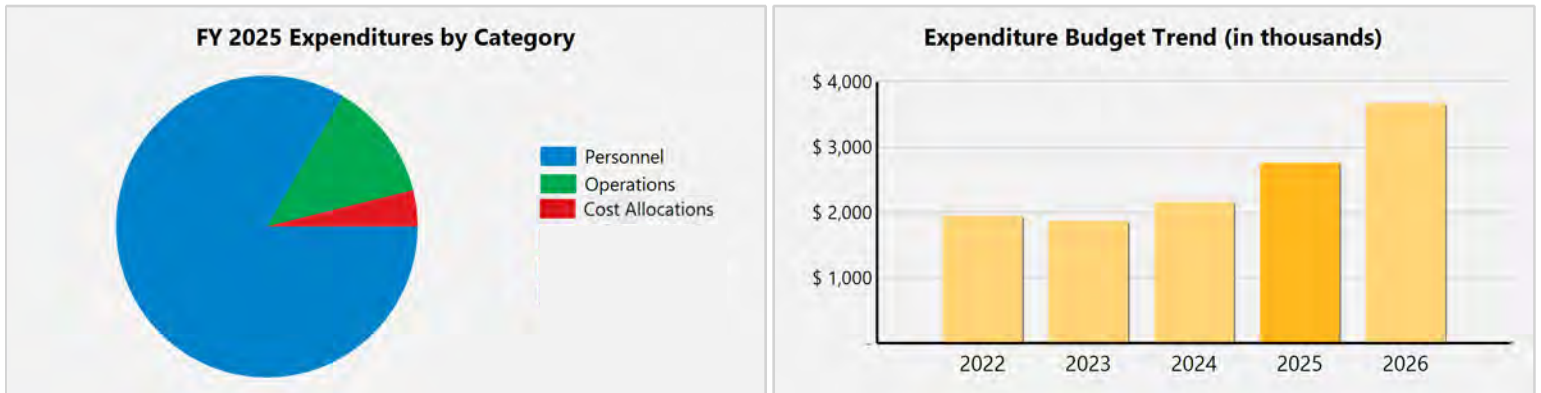 FY 2025 Expenditures by Category
Personnel
Operations
Cost Allocations
Expenditure Budget Trend (in thousands)
$ 4,000
$ 3,000
$ 2,000
$ 1,000
-
2022 2023 2024 2025 2026